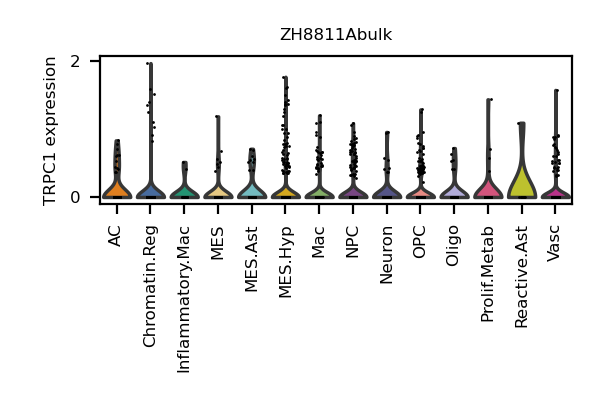 ZH8811Abulk
TRPC1 expression
2
0
AC
Chromatin.Reg
Inflammatory.Mac
MES
MES.Ast
MES.Hyp
Mac
NPC
Neuron
OPC
Oligo
Prolif.Metab
Reactive.Ast
Vasc